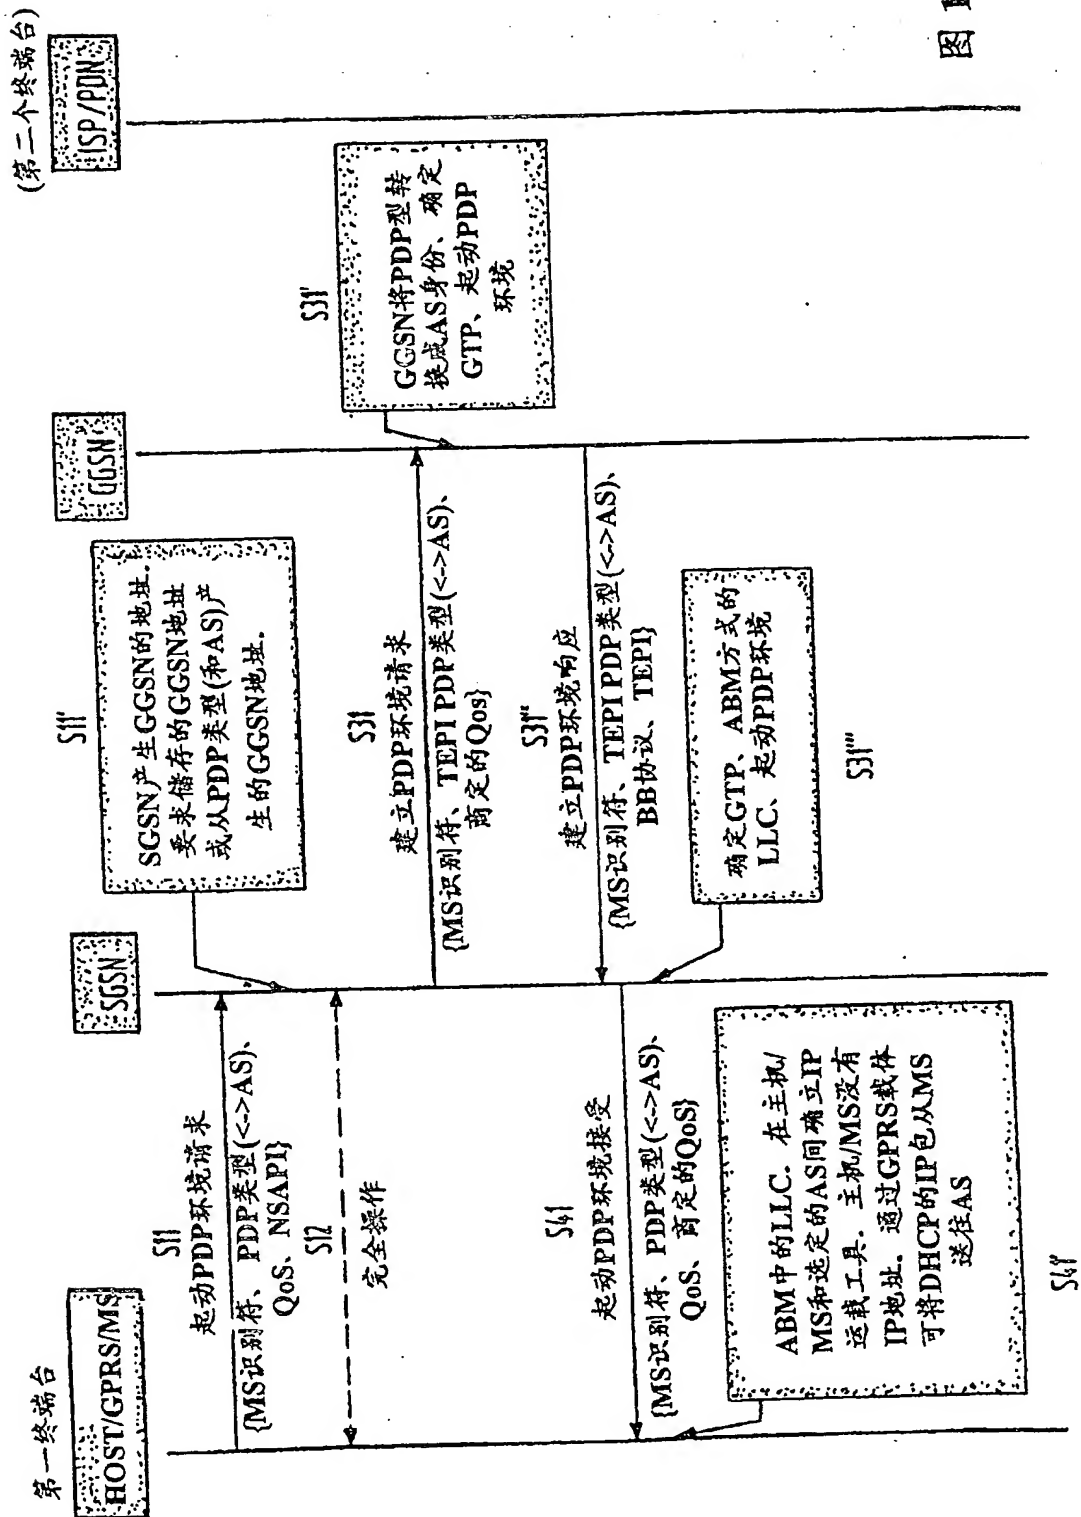 第一终端台
HOST/GPRS/MS
SGSN
GGSN
(第二个终端台)
ISP/PDN
S11
起动PDP环境请求
{MS识别符、PDP类型(<->AS)、
QoS、NSAPI}
S11'
SGSN产生GGSN的地址.
要求储存的GGSN地址
或从PDP类型(和AS)产
生的GGSN地址.
S12
完全操作
S31
建立PDP环境请求
{MS识别符、TEPI PDP类型(<->AS)、
商定的Qos}
S31'
GGSN将PDP型转
换成AS身份、确定
GTP、起动PDP
环境
S31"
建立PDP环境响应
{MS识别符、TEPI PDP类型(<->AS)、
BB协议、TEPI}
确定GTP、ABM方式的
LLC、起动PDP环境
S31'''
S41
起动PDP环境接受
{MS识别符、PDP类型(<->AS)、
QoS、商定的QoS}
ABM中的LLC. 在主机/
MS和选定的AS间确立IP
运载工具. 主机/MS没有
IP地址. 通过GPRS载体
可将DHCP的IP包从MS
送往AS
S41'
图